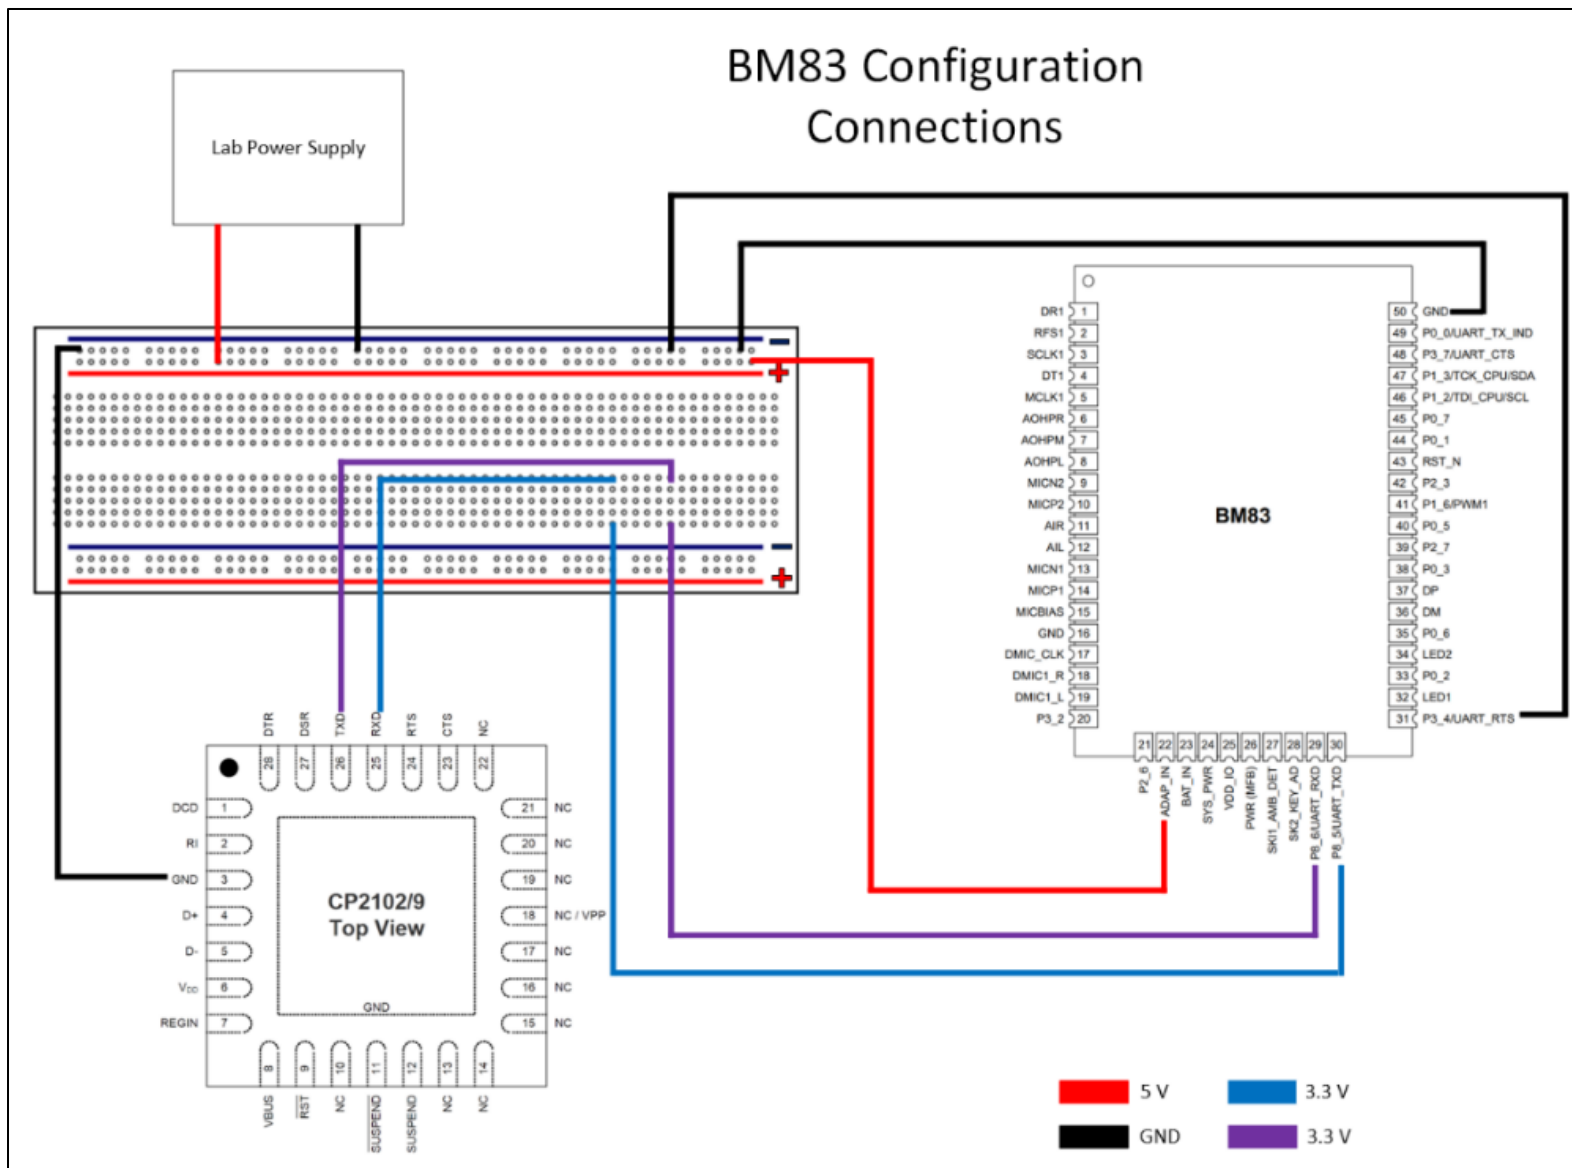 BM83 Configuration
Connections
Lab Power Supply
−
+
−
+
DR1 1
RFS1 2
SCLK1 3
DT1 4
MCLK1 5
AOHPR 6
AOHPM 7
AOHPL 8
MICN2 9
MICP2 10
AIR 11
AIL 12
MICN1 13
MICP1 14
MICBIAS 15
GND 16
DMIC_CLK 17
DMIC1_R 18
DMIC1_L 19
P3_2 20
BM83
50 GND
49 P0_0/UART_TX_IND
48 P3_7/UART_CTS
47 P1_3/TCK_CPU/SDA
46 P1_2/TDI_CPU/SCL
45 P0_7
44 P0_1
43 RST_N
42 P2_3
41 P1_6/PWM1
40 P0_5
39 P2_7
38 P0_3
37 DP
36 DM
35 P0_6
34 LED2
33 P0_2
32 LED1
31 P3_4/UART_RTS
21 P2_6
22 ADAP_IN
23 BAT_IN
24 SYS_PWR
25 VDD_IO
26 PWR (MFB)
27 SKI1_AMB_DET
28 SK2_KEY_AD
29 P8_6/UART_RXD
30 P8_5/UART_TXD
DTR 28
DSR 27
TXD 26
RXD 25
RTS 24
CTS 23
NC 22
DCD 1
RI 2
GND 3
D+ 4
D- 5
VDD 6
REGIN 7
CP2102/9
Top View
GND
21 NC
20 NC
19 NC
18 NC / VPP
17 NC
16 NC
15 NC
8 VBUS
9 RST
10 NC
11 SUSPEND
12 SUSPEND
13 NC
14 NC
5 V
3.3 V
GND
3.3 V